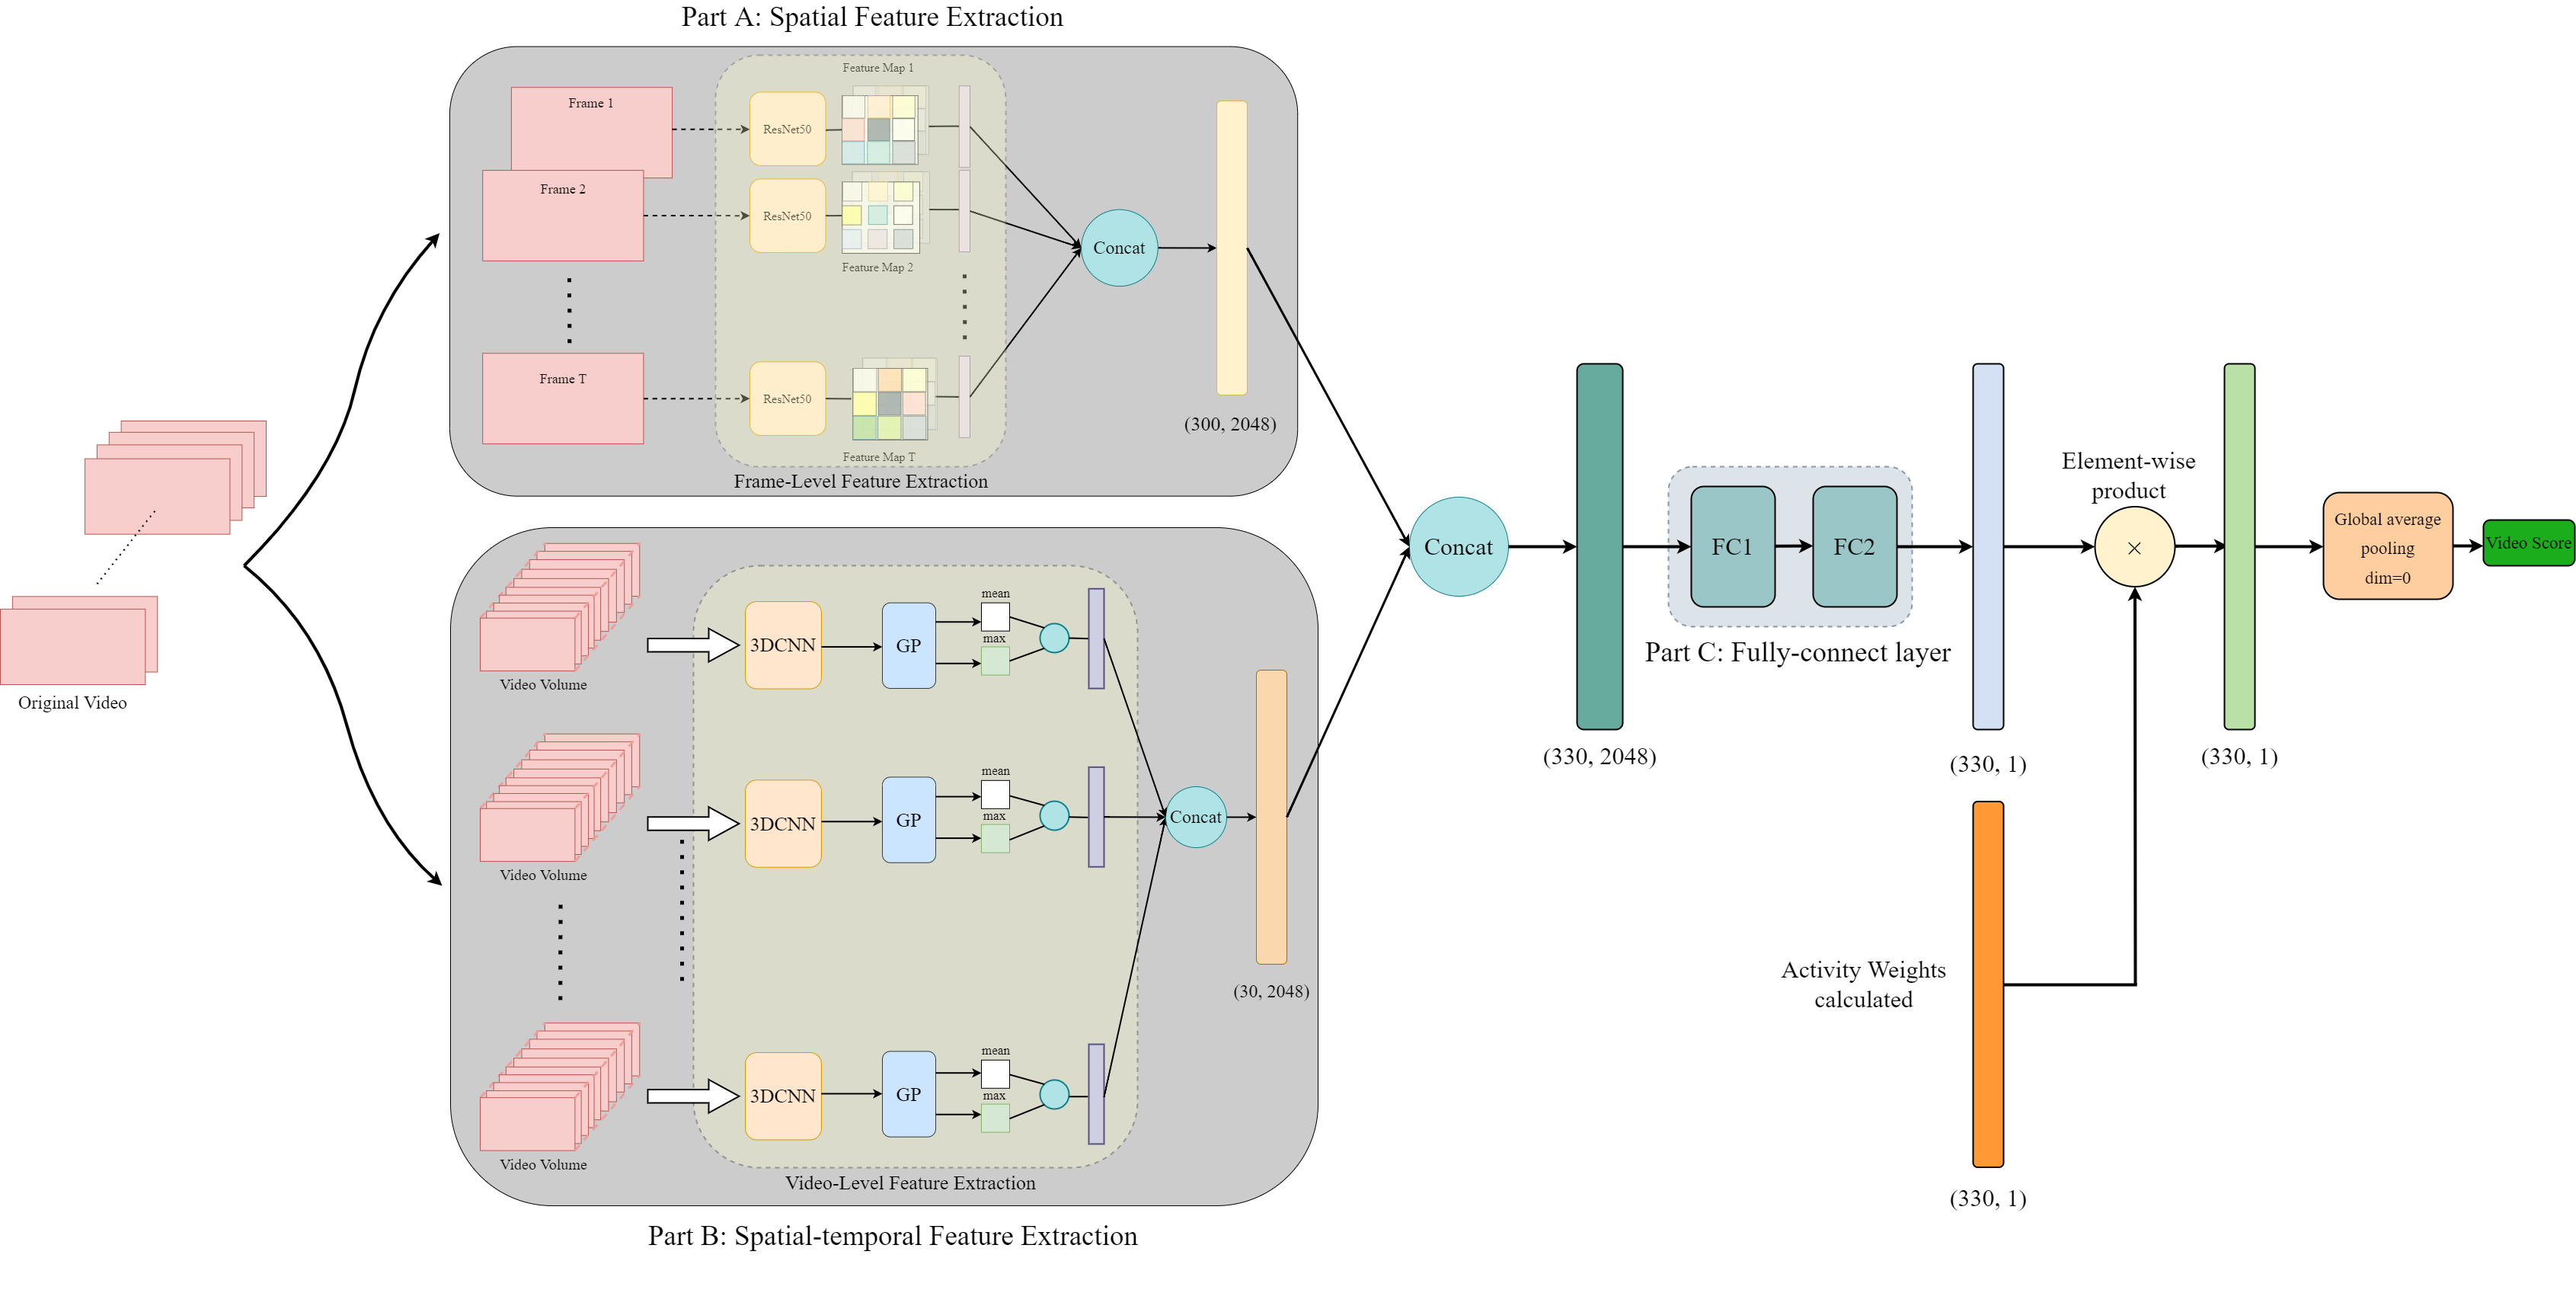 Part A: Spatial Feature Extraction
Feature Map 1
Frame 1
ResNet50
Frame 2
ResNet50
Feature Map 2
Concat
Frame T
ResNet50
Feature Map T
(300, 2048)
Frame-Level Feature Extraction
Original Video
Video Volume
3DCNN
GP
mean
max
Video Volume
3DCNN
GP
mean
max
Concat
(30, 2048)
Video Volume
3DCNN
GP
mean
max
Video-Level Feature Extraction
Part B: Spatial-temporal Feature Extraction
Concat
(330, 2048)
FC1
FC2
Part C: Fully-connect layer
(330, 1)
Element-wise
product
×
(330, 1)
Global average
pooling
dim=0
Video Score
Activity Weights
calculated
(330, 1)